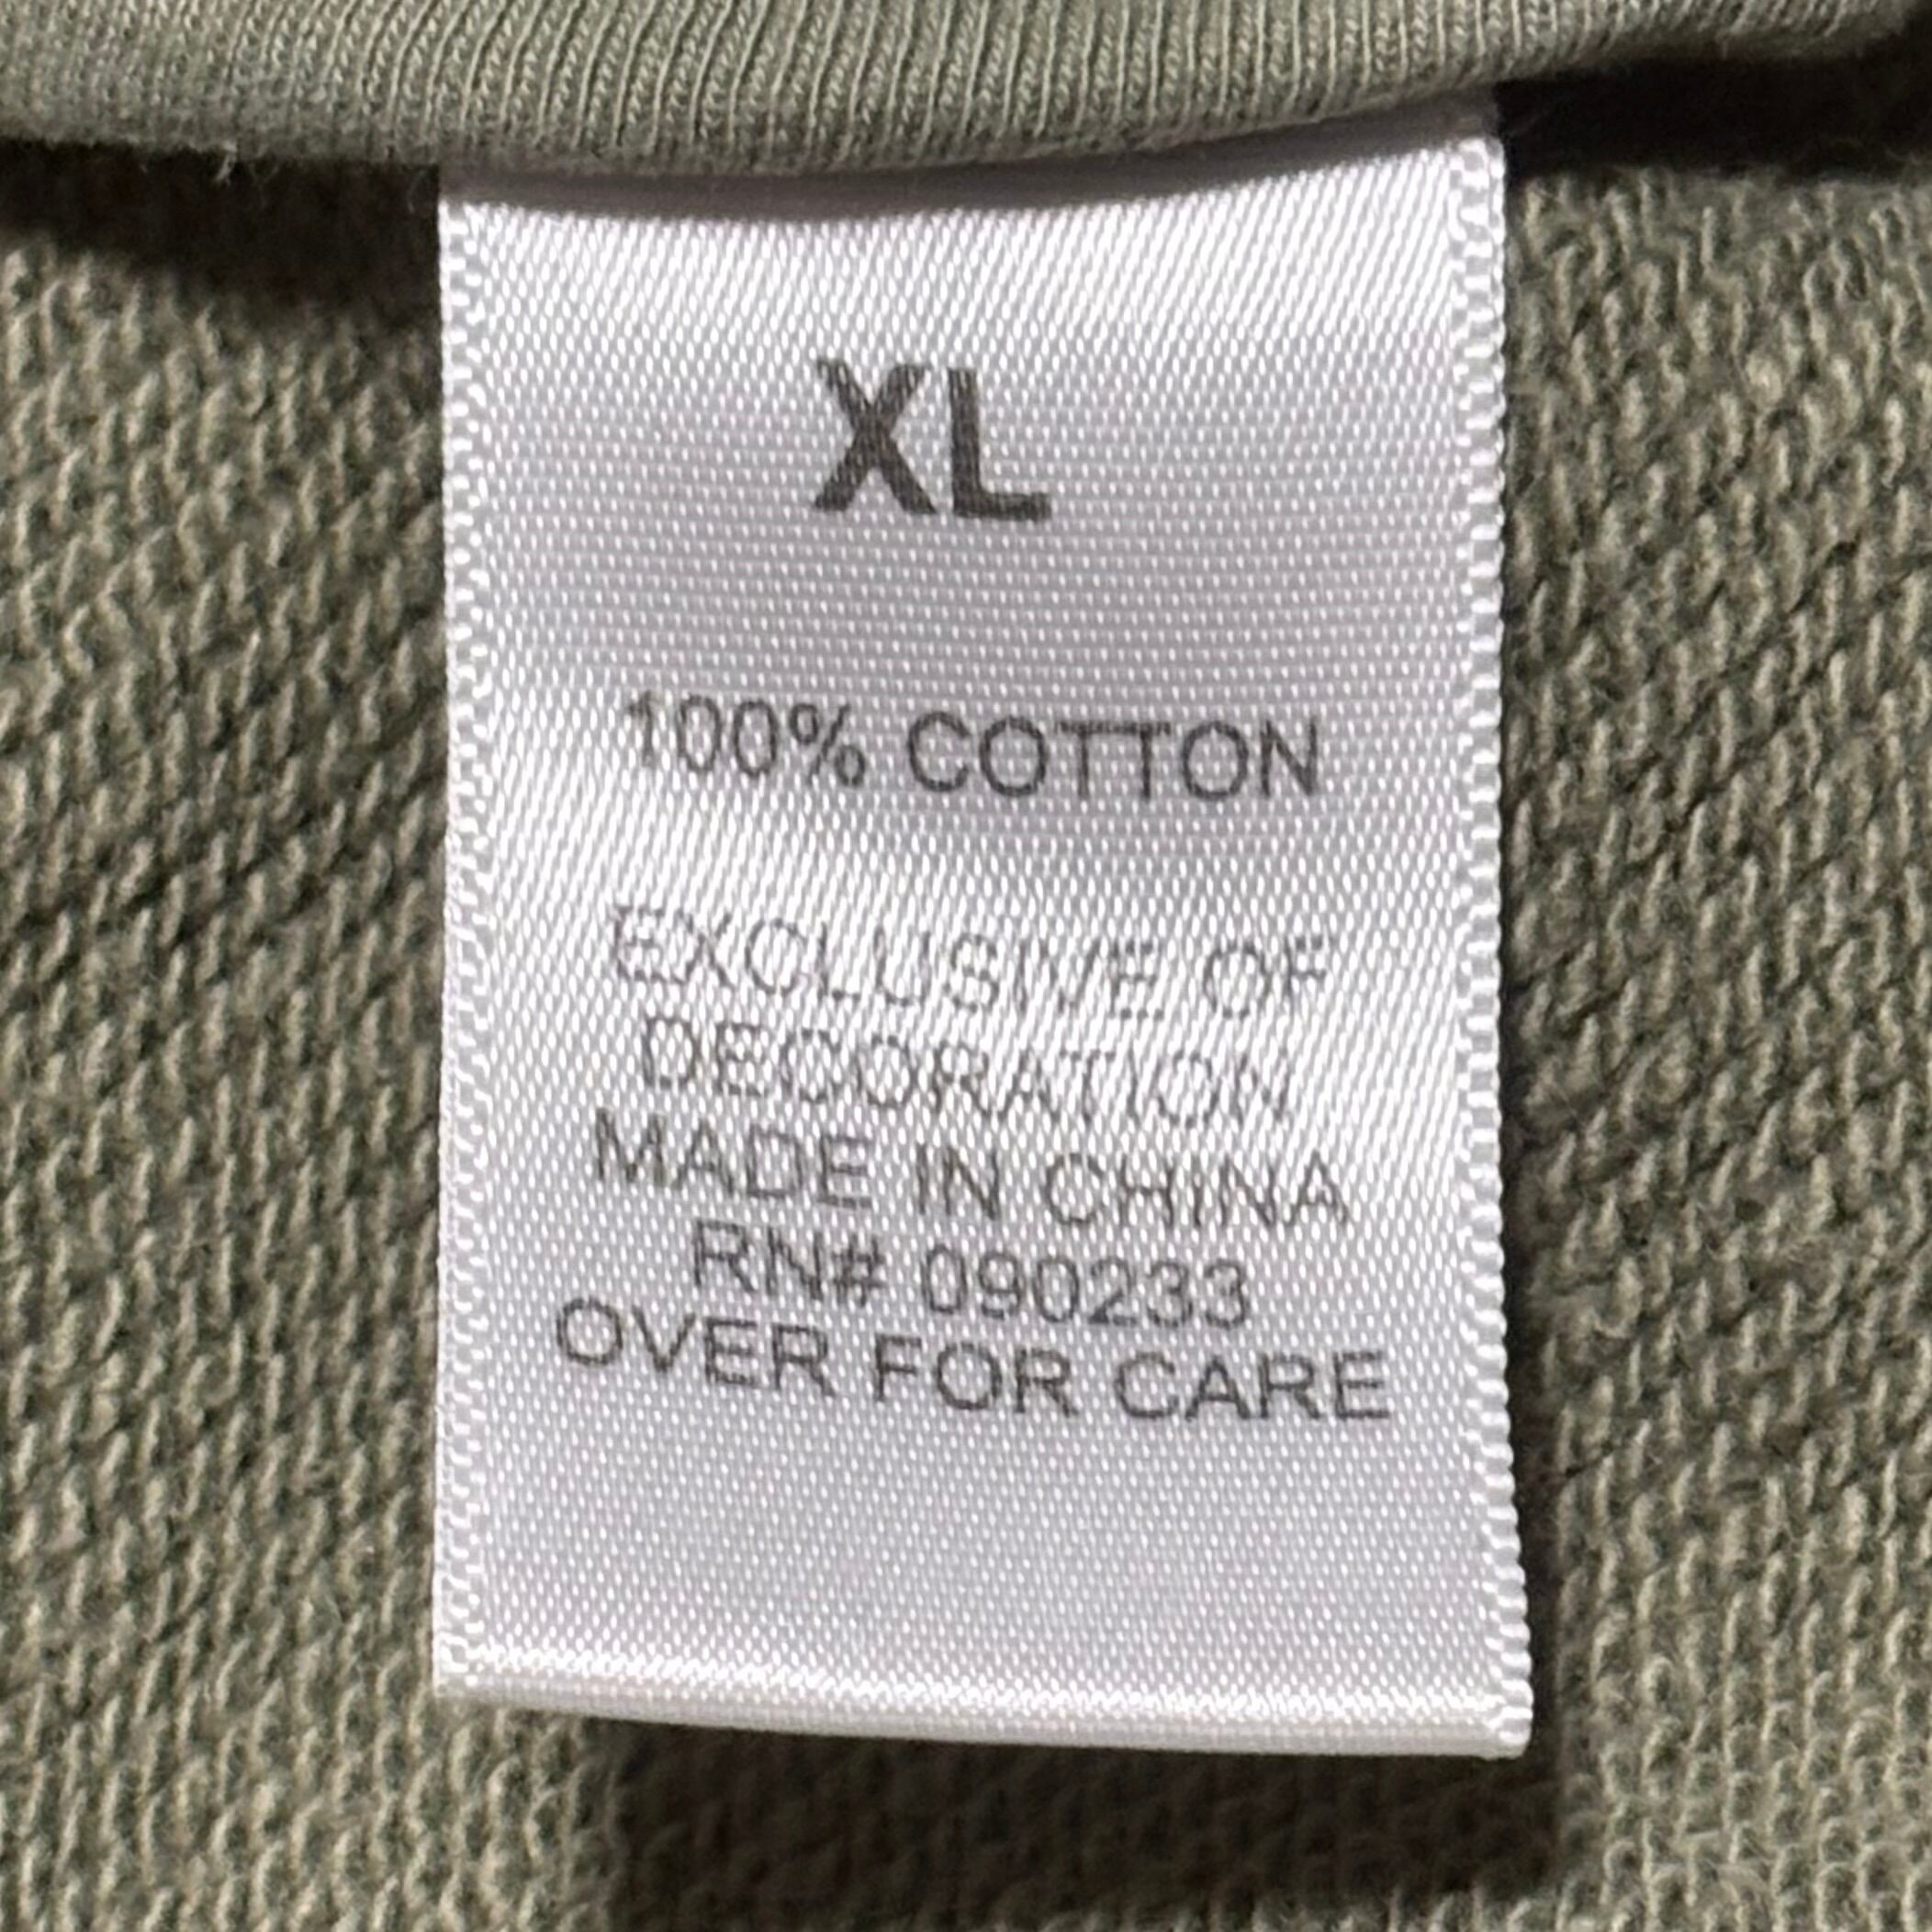 XL
100% COTTON
EXCLUSIVE OF
DECORATION
MADE IN CHINA
RN# 090233
OVER FOR CARE